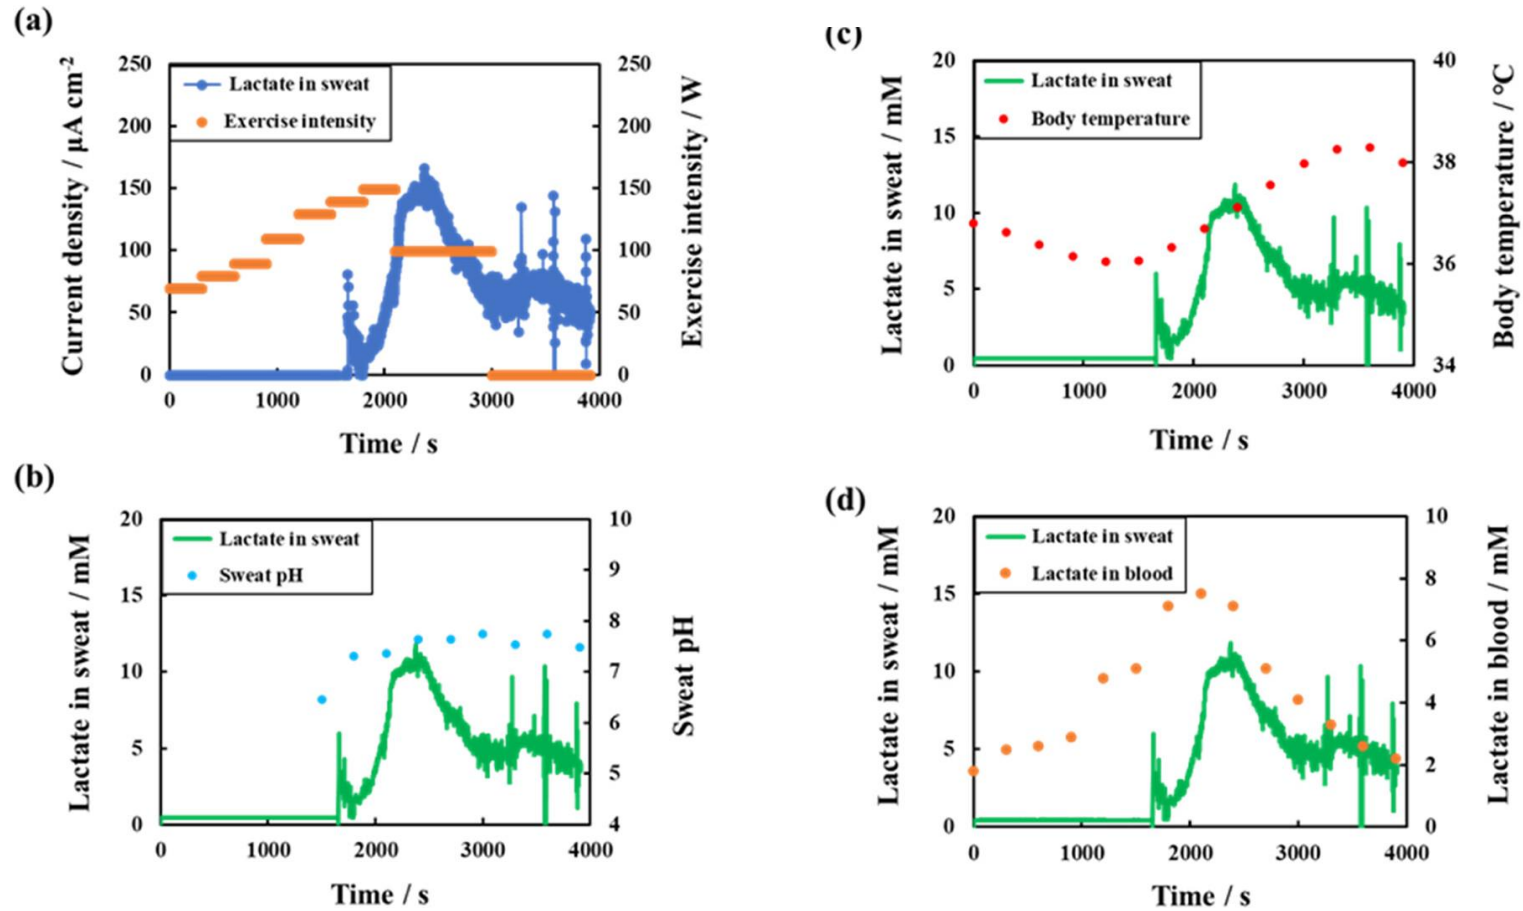 (a)
250
200
150
100
50
0
Current density / μA cm-2
Lactate in sweat
Exercise intensity
250
200
150
100
50
0
Exercise intensity / W
0 1000 2000 3000 4000
Time / s
(c)
20
15
10
5
0
Lactate in sweat / mM
Lactate in sweat
Body temperature
40
38
36
34
Body temperature / °C
0 1000 2000 3000 4000
Time / s
(b)
20
15
10
5
0
Lactate in sweat / mM
Lactate in sweat
Sweat pH
10
9
8
7
6
5
4
Sweat pH
0 1000 2000 3000 4000
Time / s
(d)
20
15
10
5
0
Lactate in sweat / mM
Lactate in sweat
Lactate in blood
10
8
6
4
2
0
Lactate in blood / mM
0 1000 2000 3000 4000
Time / s